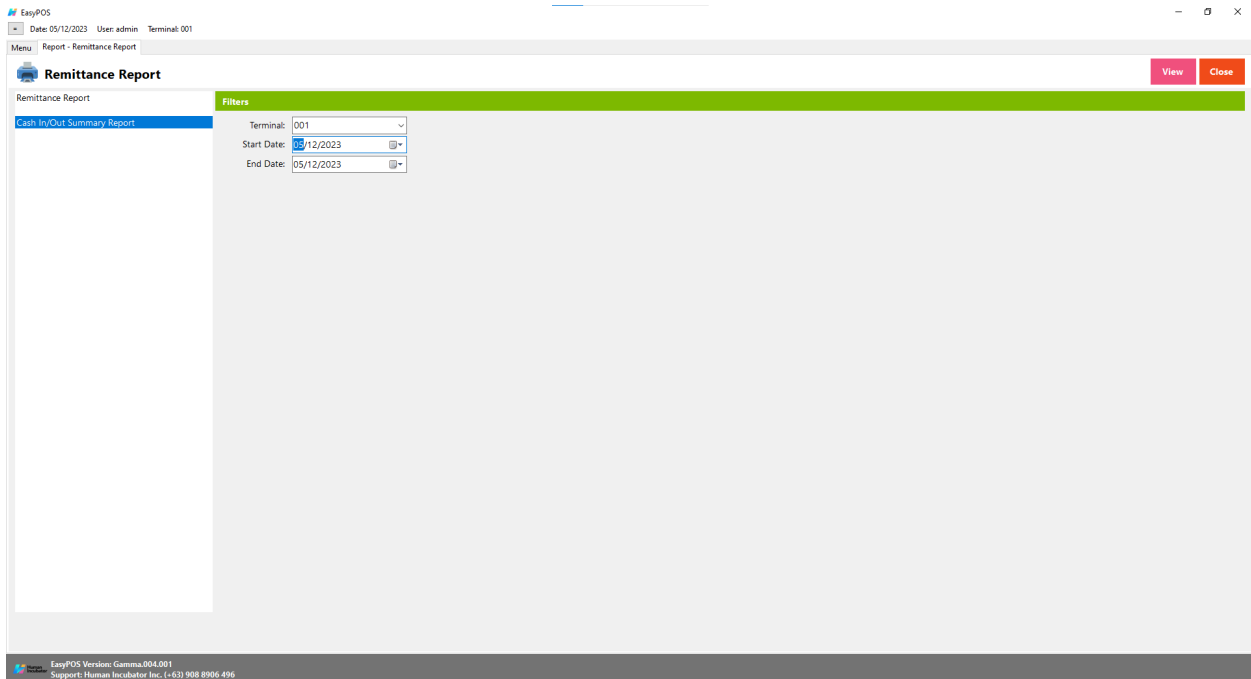 EasyPOS
Date: 05/12/2023 User: admin Terminal: 001
Menu Report - Remittance Report
Remittance Report
View Close
Remittance Report
Cash In/Out Summary Report
Filters
Terminal: 001
Start Date: 05/12/2023
End Date: 05/12/2023
Human Incubator
EasyPOS Version: Gamma.004.001
Support: Human Incubator Inc. (+63) 908 8906 496